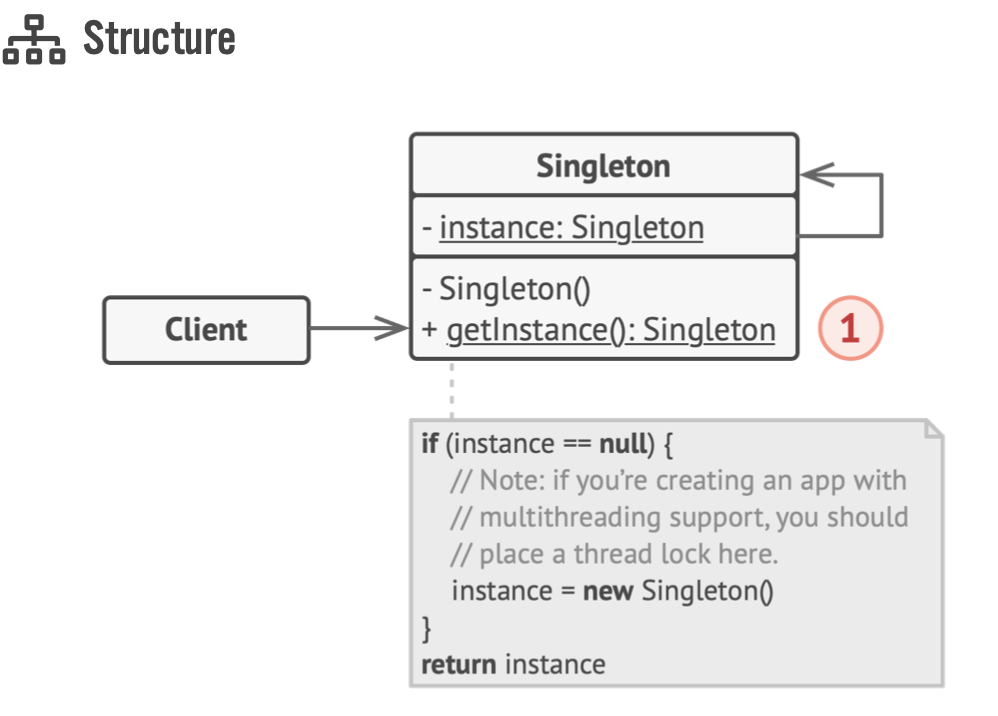 Structure
Singleton
- instance: Singleton
- Singleton()
+ getInstance(): Singleton
Client
1
if (instance == null) {
// Note: if you’re creating an app with
// multithreading support, you should
// place a thread lock here.
instance = new Singleton()
}
return instance